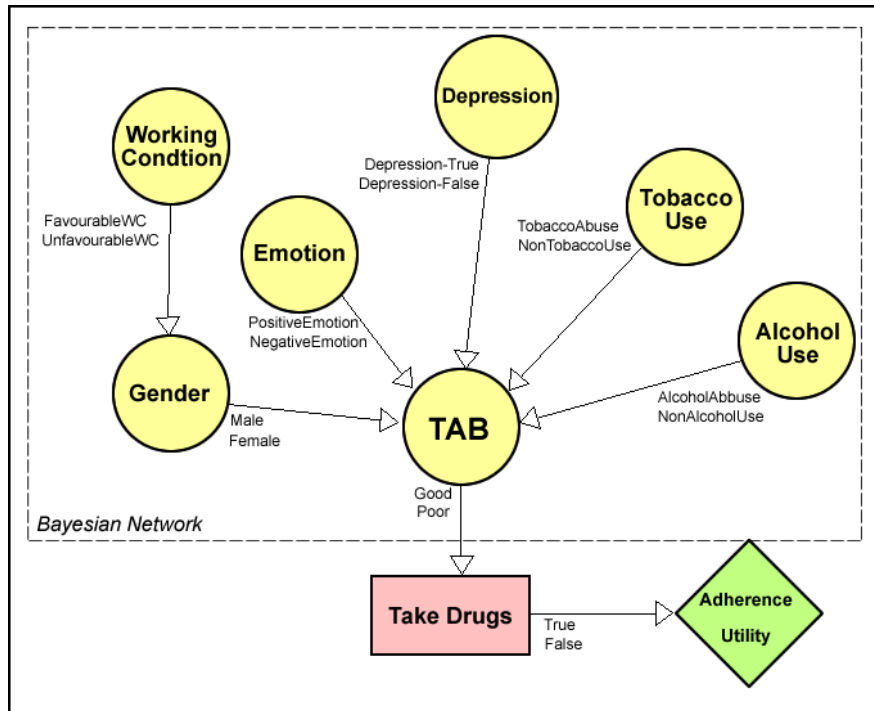 Depression
Working
Condtion
Depression-True
Depression-False
Tobacco
Use
FavourableWC
UnfavourableWC
TobaccoAbuse
NonTobaccoUse
Emotion
PositiveEmotion
NegativeEmotion
Alcohol
Use
Gender
AlcoholAbbuse
NonAlcoholUse
Male
Female
TAB
Good
Poor
Bayesian Network
Take Drugs
True
False
Adherence
Utility